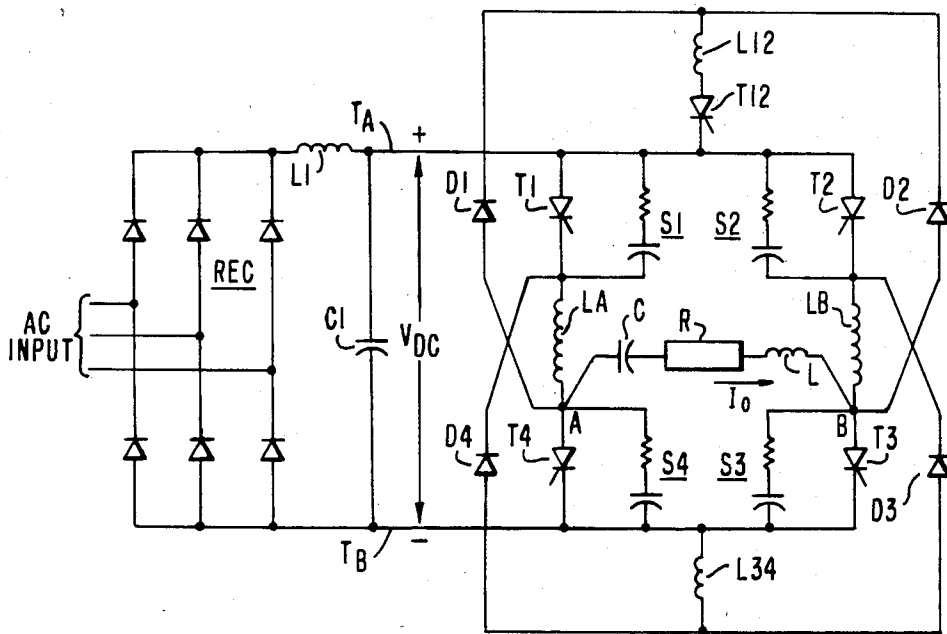 L12
T12
TA
+
L1
D1
T1
T2
D2
S1
S2
REC
LA
C
R
LB
AC
INPUT
C1
VDC
L
I0
A
B
D4
T4
S4
S3
T3
D3
TB
−
L34